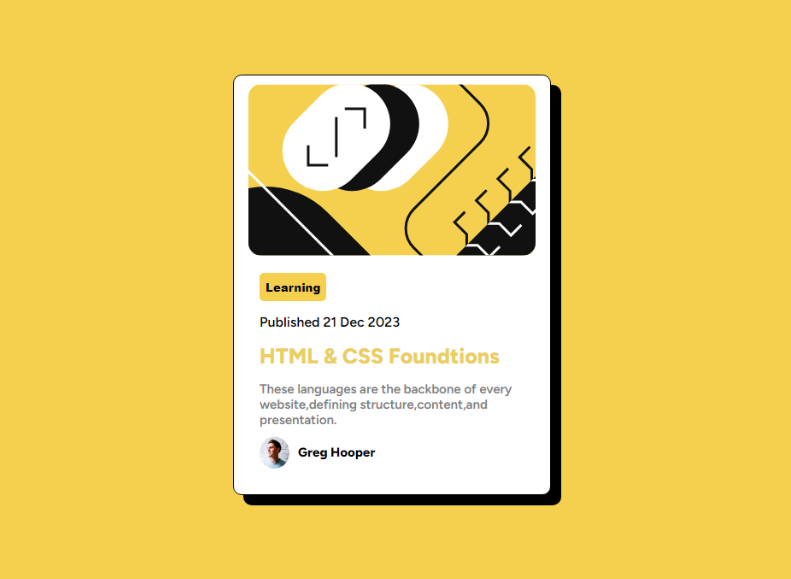 Learning
Published 21 Dec 2023
HTML & CSS Foundtions
These languages are the backbone of every
website,defining structure,content,and
presentation.
Greg Hooper